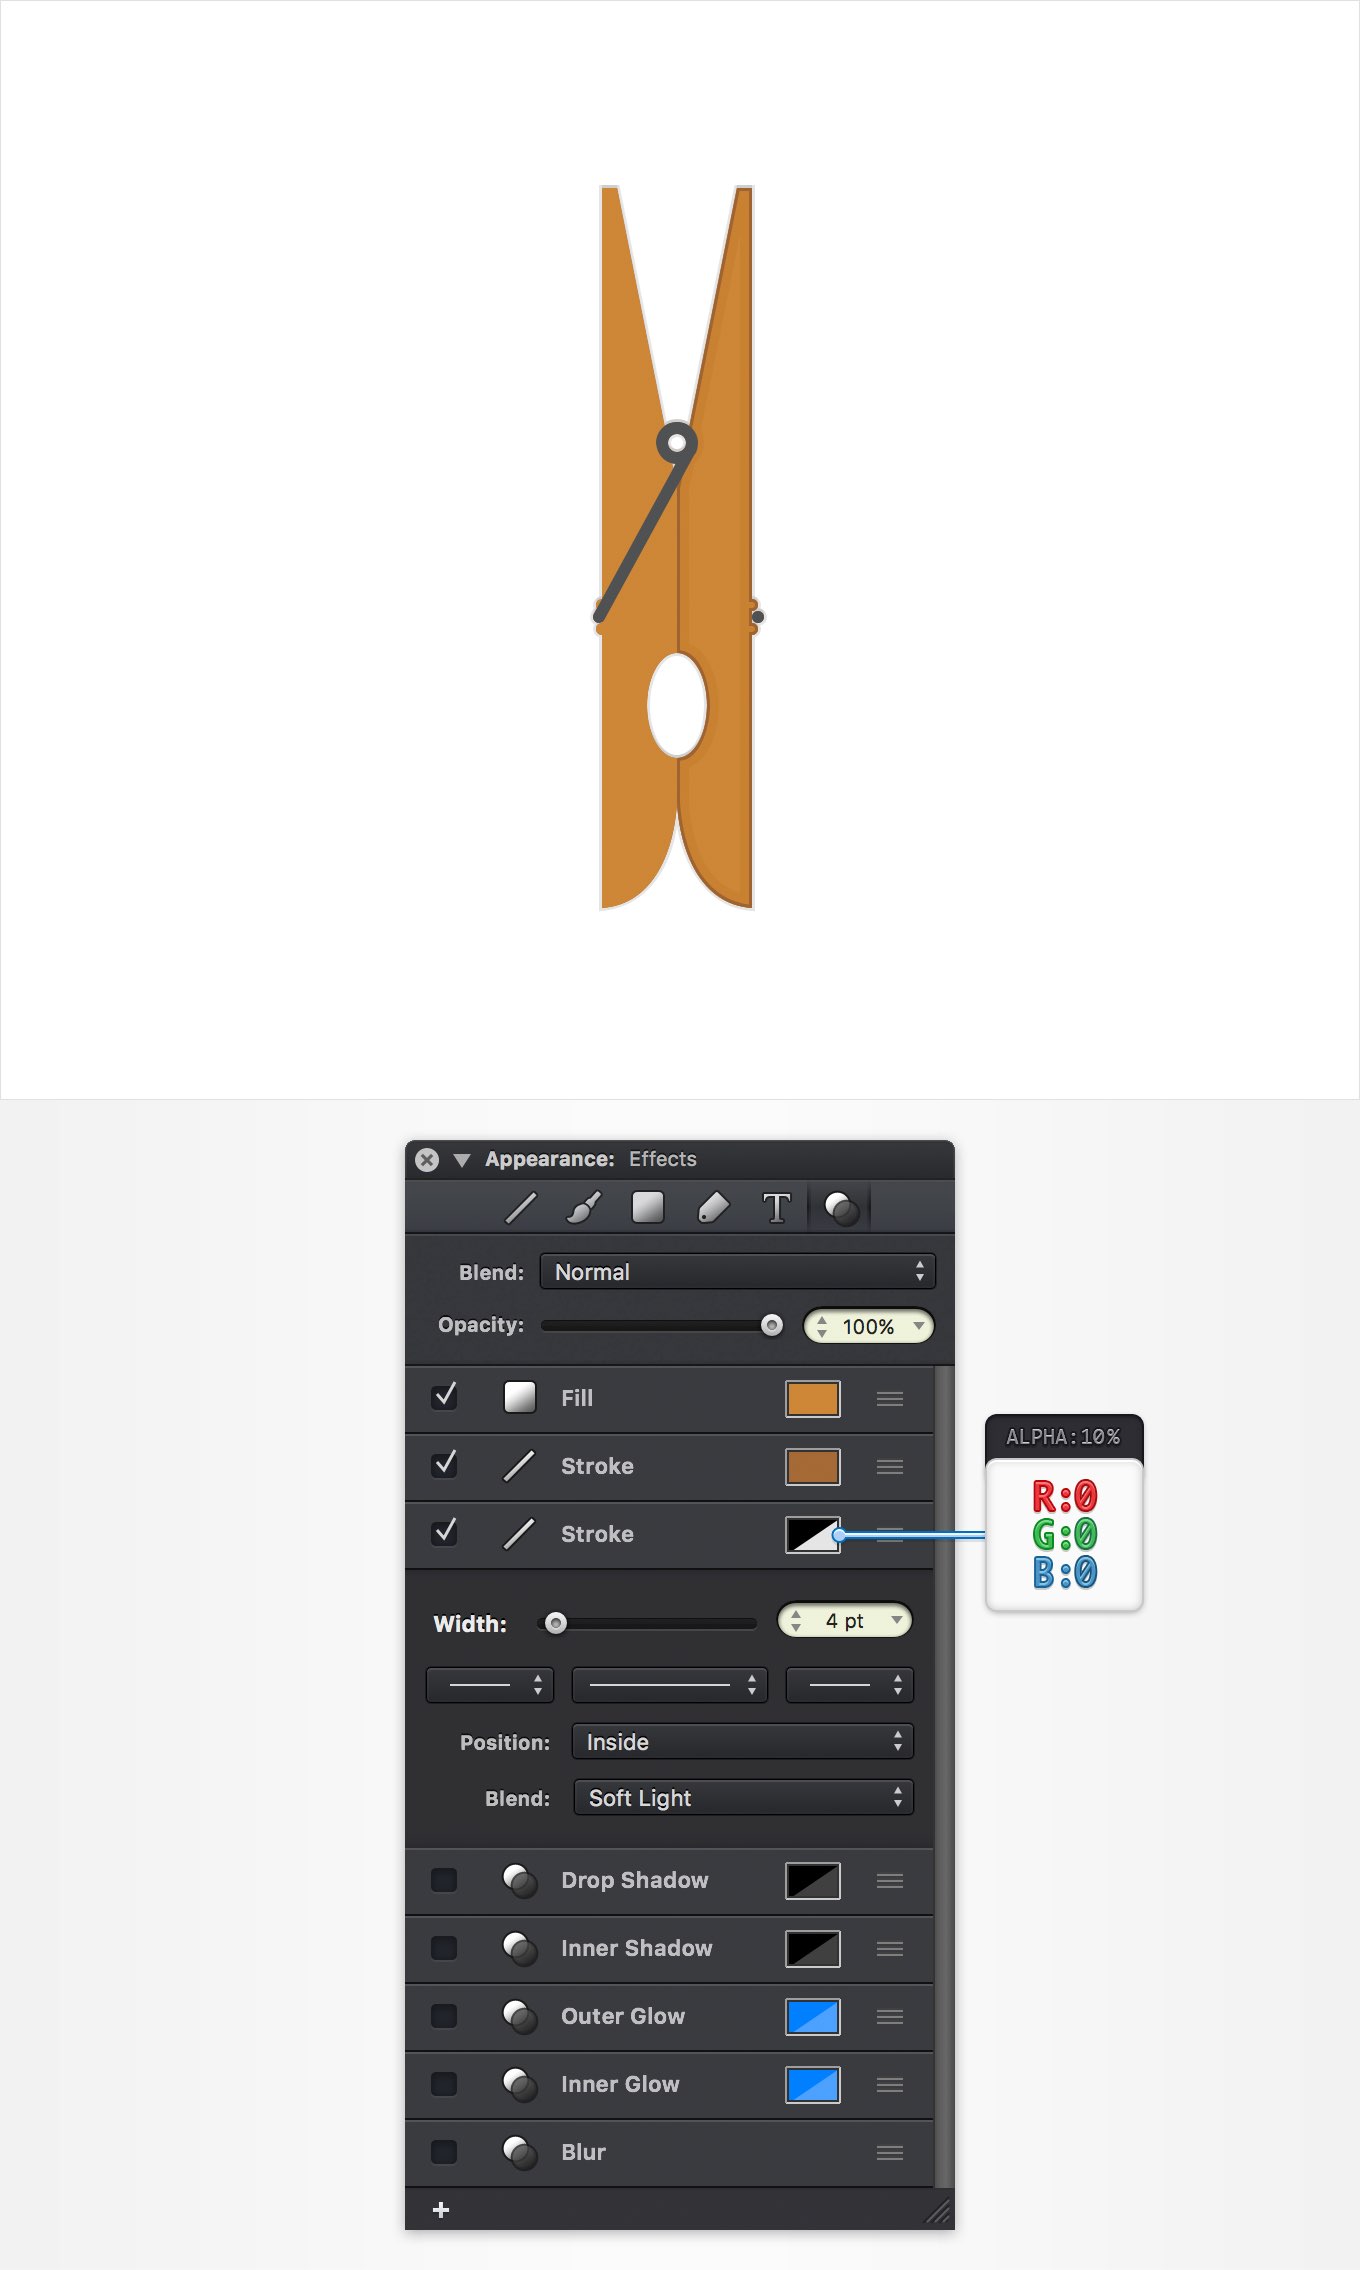 Appearance: Effects
T
Blend: Normal
Opacity: 100%
Fill
Stroke
Stroke
ALPHA:10%
R:0
G:0
B:0
Width: 4 pt
Position: Inside
Blend: Soft Light
Drop Shadow
Inner Shadow
Outer Glow
Inner Glow
Blur
+